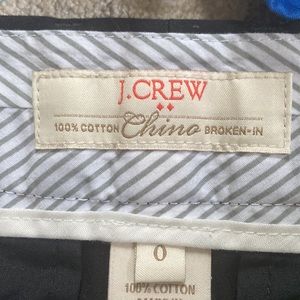 J.CREW
100% COTTON Chino BROKEN-IN
0
100% COTTON